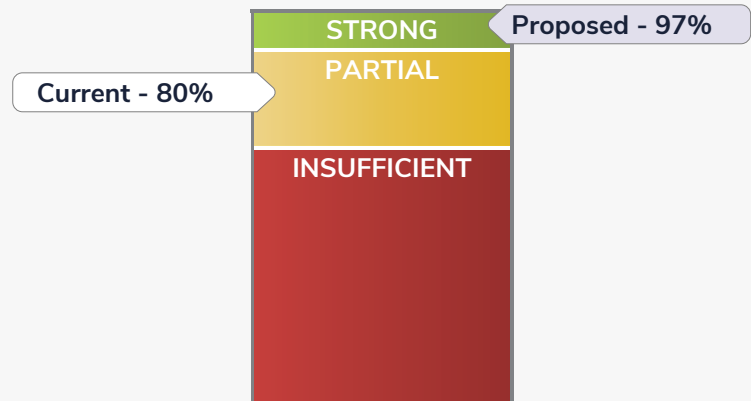 STRONG
Proposed - 97%
PARTIAL
Current - 80%
INSUFFICIENT